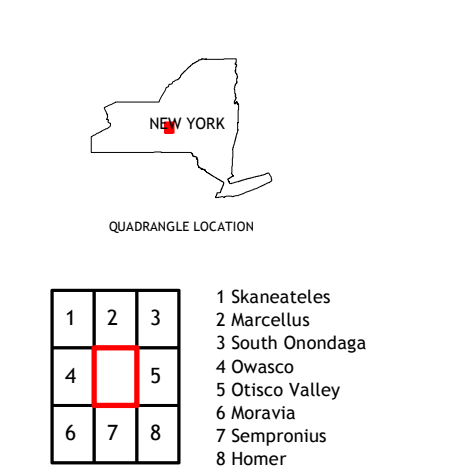 NEW YORK
QUADRANGLE LOCATION
1 2 3
4 5
6 7 8
1 Skaneateles
2 Marcellus
3 South Onondaga
4 Owasco
5 Otisco Valley
6 Moravia
7 Sempronius
8 Homer